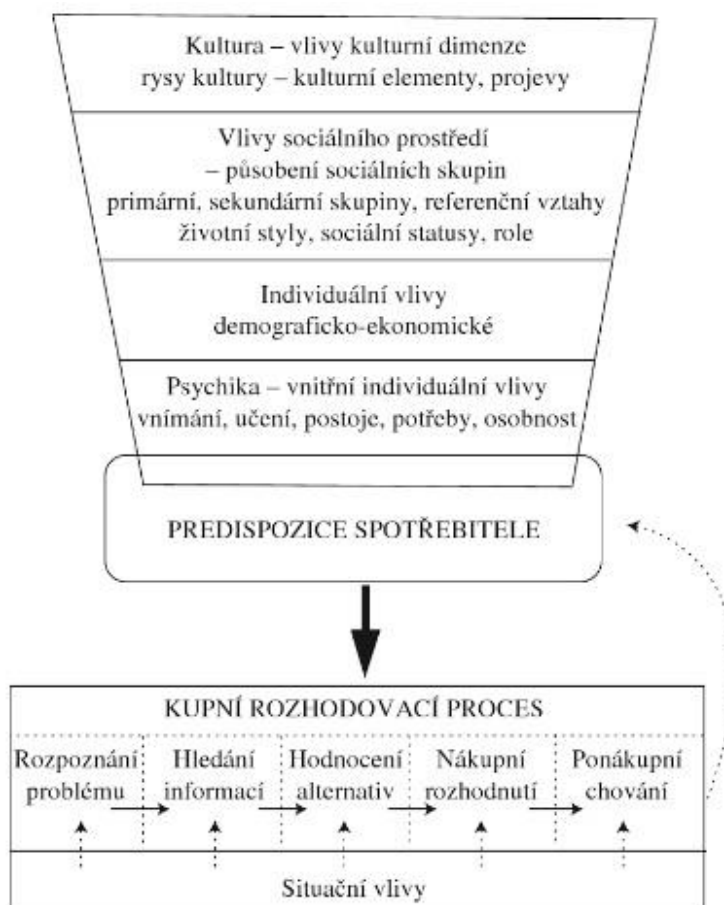 Kultura – vlivy kulturní dimenze
rysy kultury – kulturní elementy, projevy
Vlivy sociálního prostředí
– působení sociálních skupin
primární, sekundární skupiny, referenční vztahy
životní styly, sociální statusy, role
Individuální vlivy
demograficko-ekonomické
Psychika – vnitřní individuální vlivy
vnímání, učení, postoje, potřeby, osobnost
PREDISPOZICE SPOTŘEBITELE
KUPNÍ ROZHODOVACÍ PROCES
Rozpoznání
problému
Hledání
informací
Hodnocení
alternativ
Nákupní
rozhodnutí
Ponákupní
chování
Situační vlivy